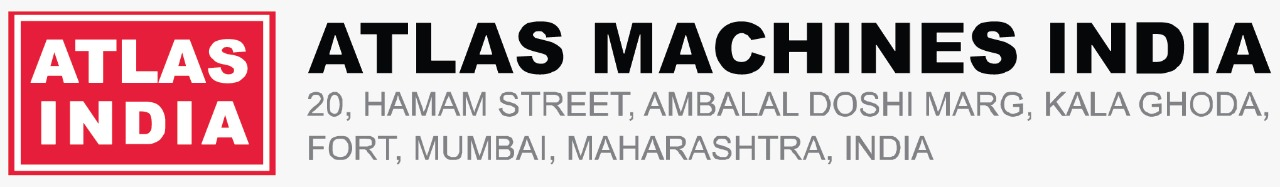 ATLAS
INDIA
ATLAS MACHINES INDIA
20, HAMAM STREET, AMBALAL DOSHI MARG, KALA GHODA,
FORT, MUMBAI, MAHARASHTRA, INDIA